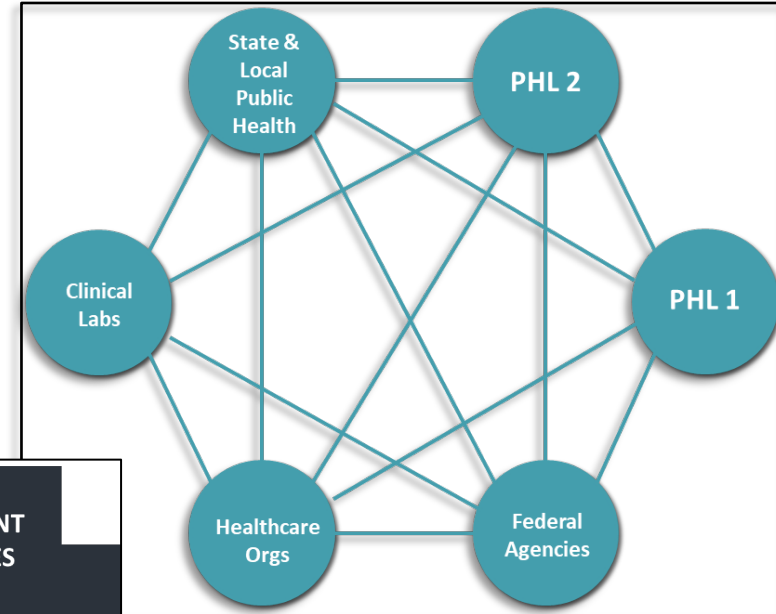 State &
Local
Public
Health
PHL 2
Clinical
Labs
PHL 1
Healthcare
Orgs
Federal
Agencies